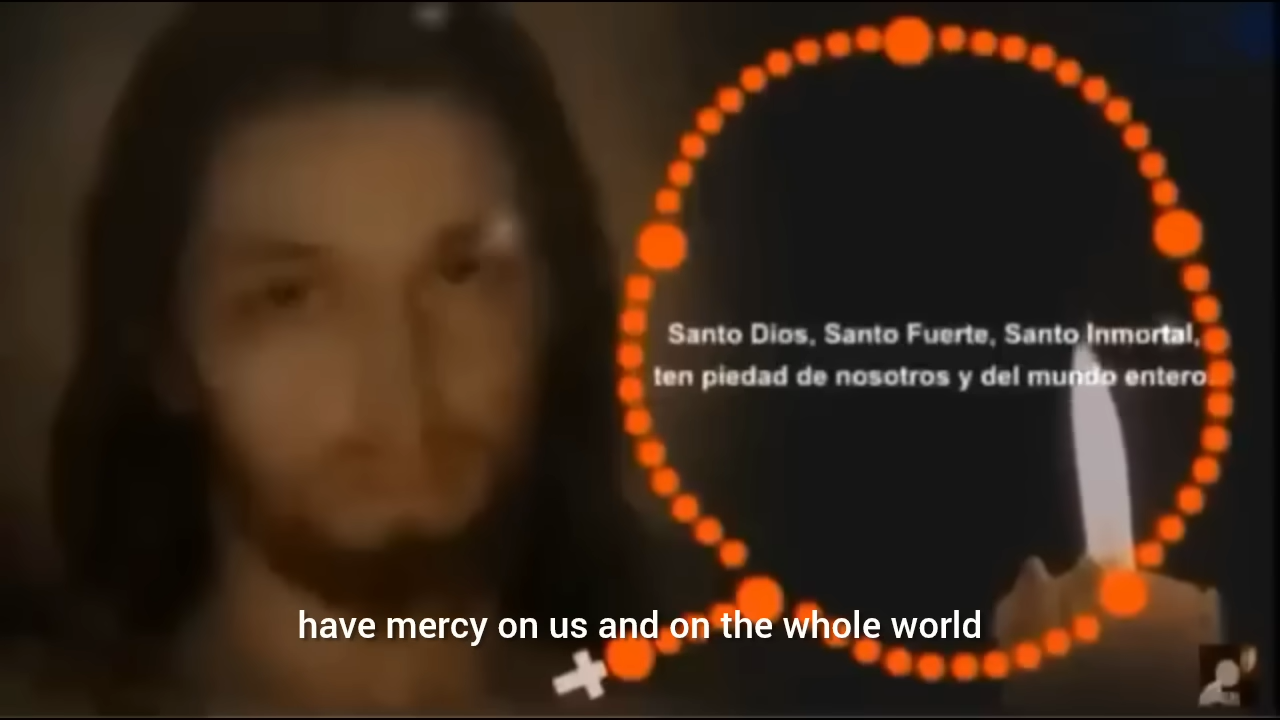 Santo Dios, Santo Fuerte, Santo Inmortal,
ten piedad de nosotros y del mundo entero.
have mercy on us and on the whole world